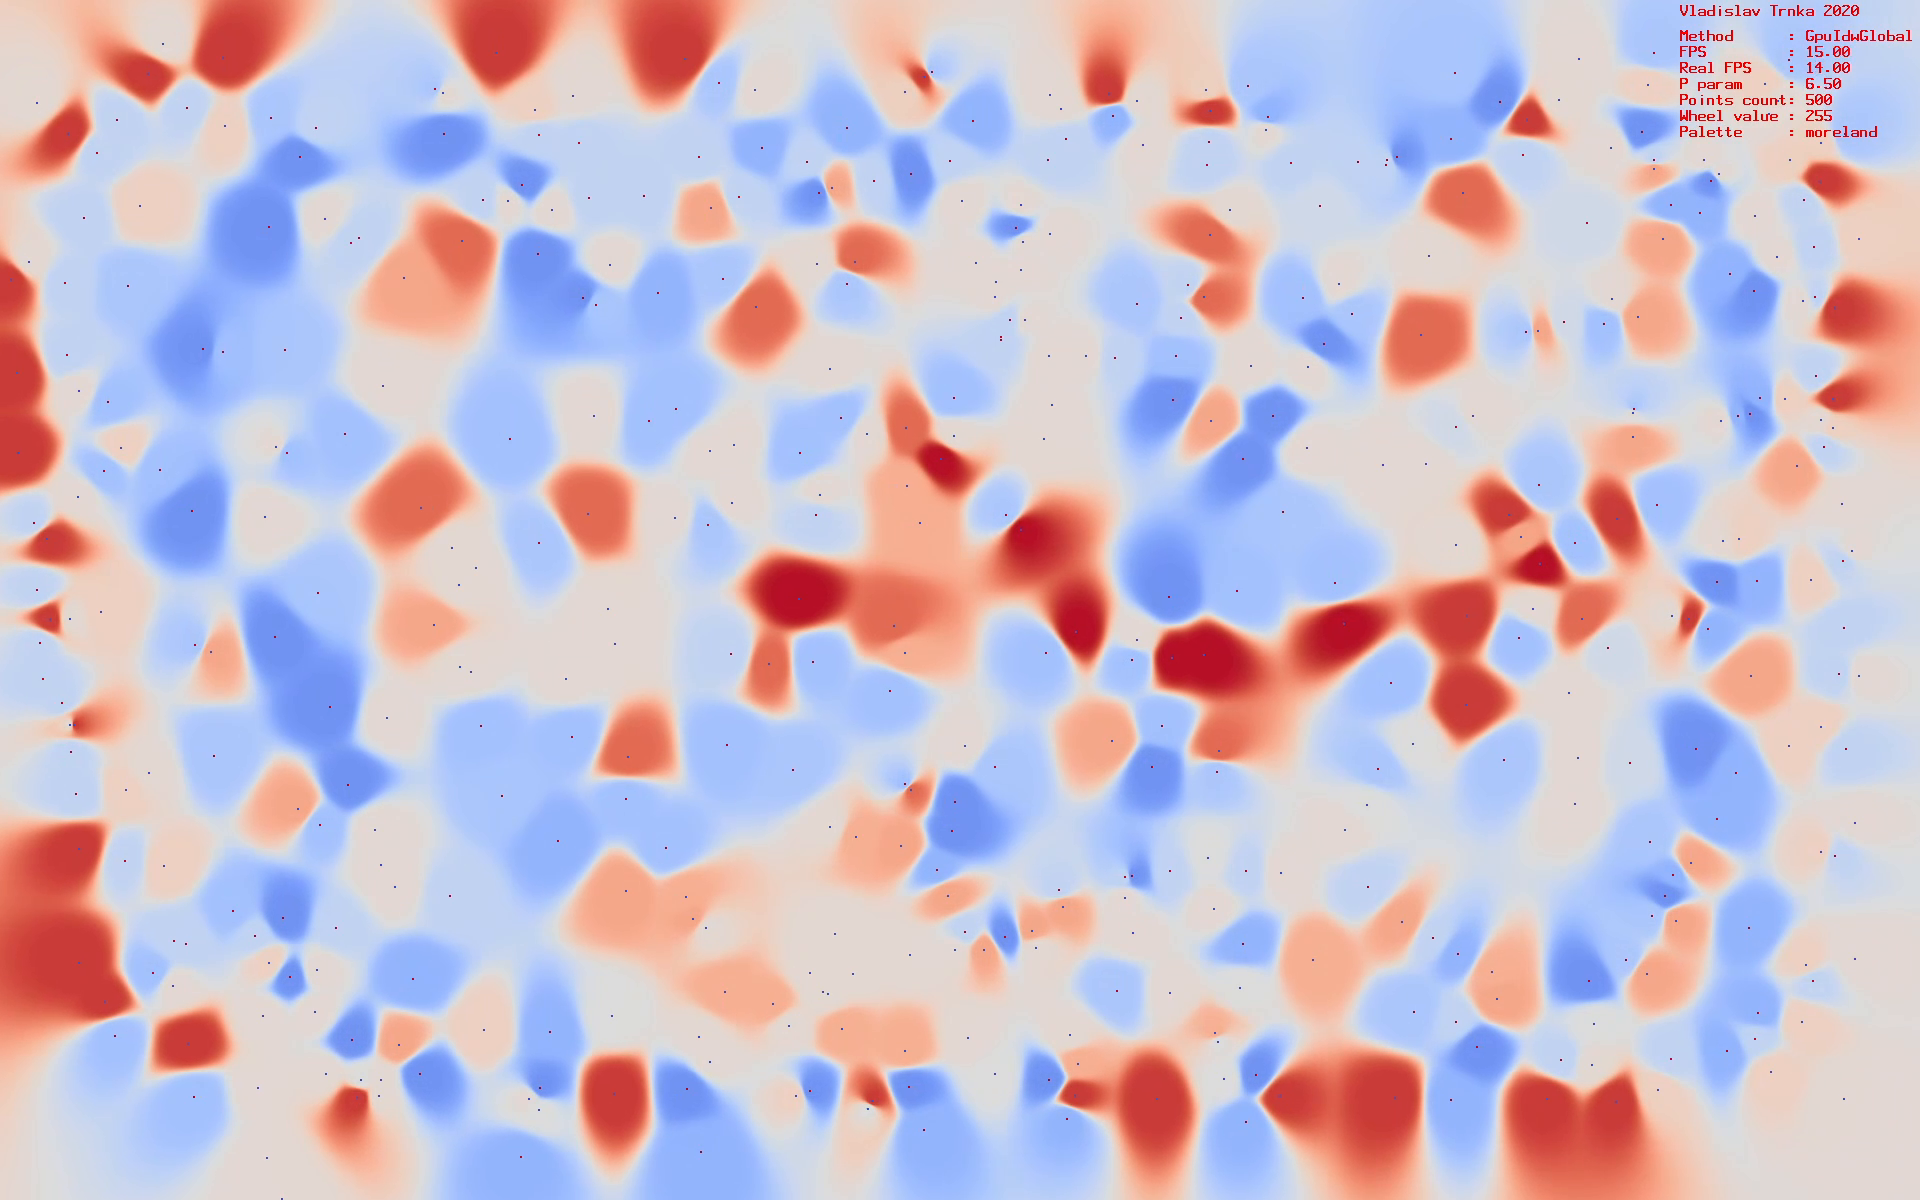 Vladislav Trnka 2020
Method : GpuIdwGlobal
FPS : 15.00
Real FPS : 14.00
P param : 6.50
Points count: 500
Wheel value : 255
Palette : moreland